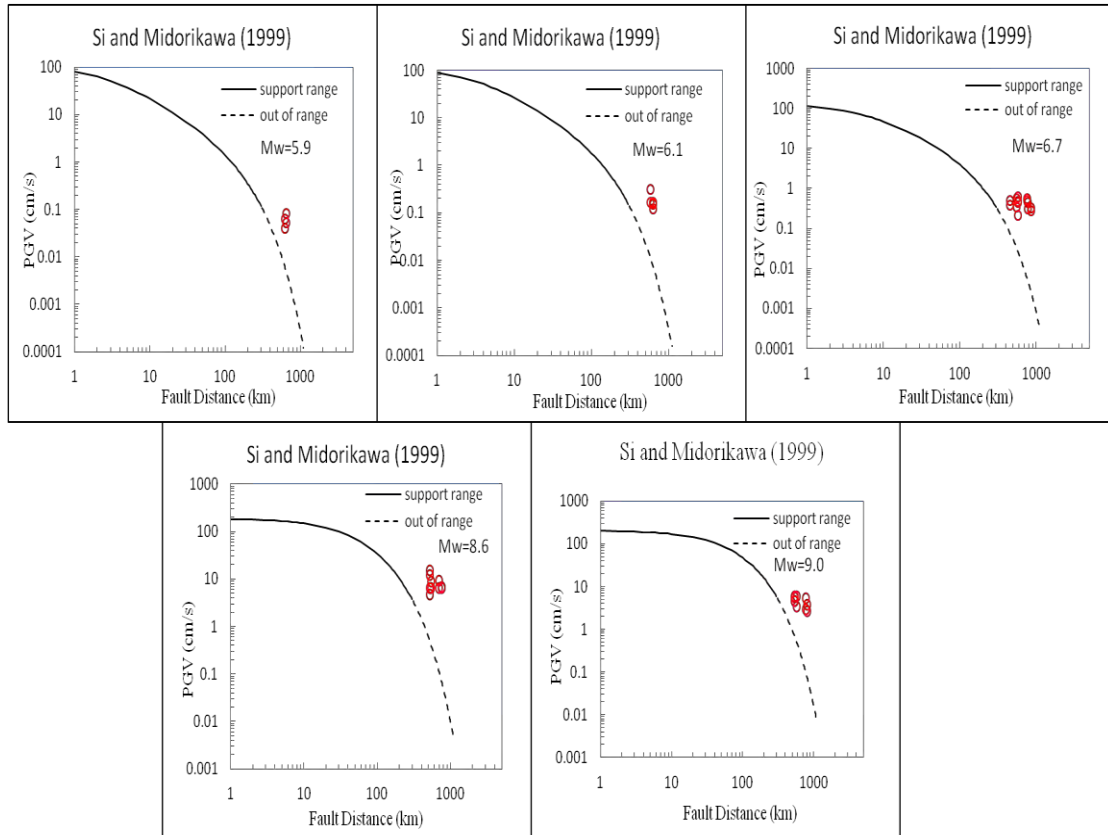 Si and Midorikawa (1999)
100
10
1
0.1
0.01
0.001
0.0001
PGV (cm/s)
support range
out of range
Mw=5.9
1
10
100
1000
Fault Distance (km)
Si and Midorikawa (1999)
100
10
1
0.1
0.01
0.001
0.0001
PGV (cm/s)
support range
out of range
Mw=6.1
1
10
100
1000
Fault Distance (km)
Si and Midorikawa (1999)
1000
100
10
1
0.1
0.01
0.001
0.0001
PGV (cm/s)
support range
out of range
Mw=6.7
1
10
100
1000
Fault Distance (km)
Si and Midorikawa (1999)
1000
100
10
1
0.1
0.01
0.001
PGV (cm/s)
support range
out of range
Mw=8.6
1
10
100
1000
Fault Distance (km)
Si and Midorikawa (1999)
1000
100
10
1
0.1
0.01
0.001
PGV (cm/s)
support range
out of range
Mw=9.0
1
10
100
1000
Fault Distance (km)